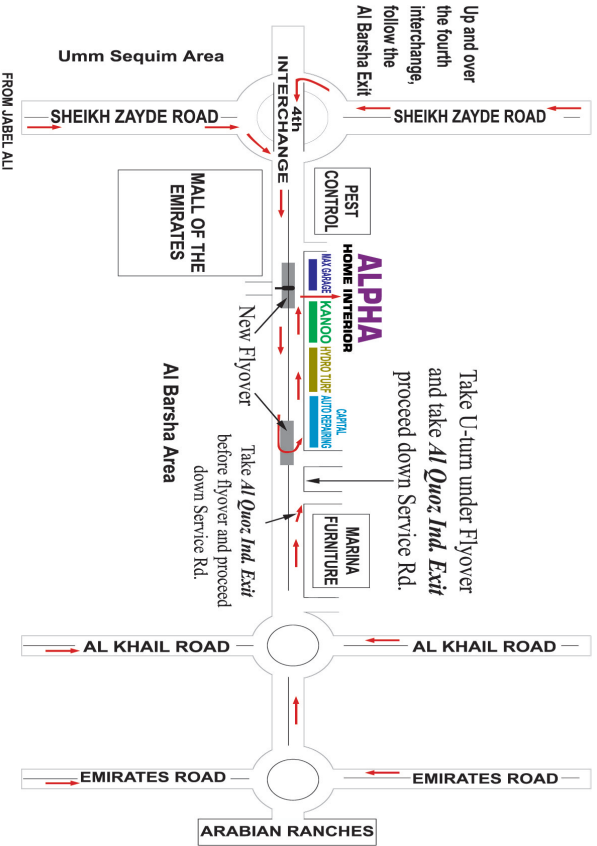 Up and over
the fourth
interchange,
follow the
Al Barsha Exit
Umm Sequim Area
FROM JABEL ALI
SHEIKH ZAYDE ROAD
4th
INTERCHANGE
SHEIKH ZAYDE ROAD
PEST
CONTROL
MALL OF THE
EMIRATES
ALPHA
HOME INTERIOR
MAX GARAGE
KANOO
HYDRO TURF
CAPITAL
AUTO REPAIRING
New Flyover
Al Barsha Area
Take U-turn under Flyover
and take Al Quoz Ind. Exit
proceed down Service Rd.
Take Al Quoz Ind. Exit
before flyover and proceed
down Service Rd.
MARINA
FURNITURE
AL KHAIL ROAD
AL KHAIL ROAD
EMIRATES ROAD
EMIRATES ROAD
ARABIAN RANCHES